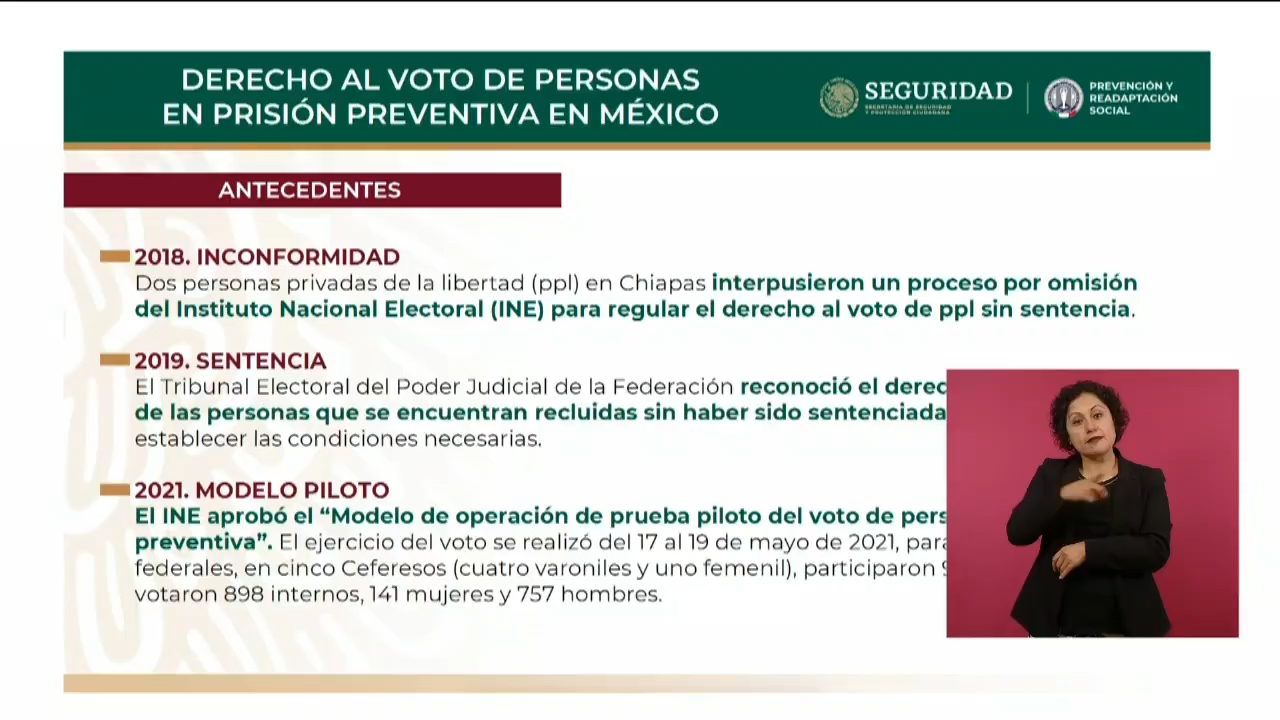 DERECHO AL VOTO DE PERSONAS
EN PRISIÓN PREVENTIVA EN MÉXICO
SEGURIDAD
SECRETARÍA DE SEGURIDAD
Y PROTECCIÓN CIUDADANA
PREVENCIÓN Y
READAPTACIÓN
SOCIAL
ANTECEDENTES
2018. INCONFORMIDAD
Dos personas privadas de la libertad (ppl) en Chiapas interpusieron un proceso por omisión
del Instituto Nacional Electoral (INE) para regular el derecho al voto de ppl sin sentencia.
2019. SENTENCIA
El Tribunal Electoral del Poder Judicial de la Federación reconoció el
de las personas que se encuentran recluidas sin haber sido sentenciada
establecer las condiciones necesarias.
2021. MODELO PILOTO
El INE aprobó el “Modelo de operación de prueba piloto del voto de
preventiva”. El ejercicio del voto se realizó del 17 al 19 de mayo de 2021,
federales, en cinco Ceferesos (cuatro varoniles y uno femenil), participaron
votaron 898 internos, 141 mujeres y 757 hombres.